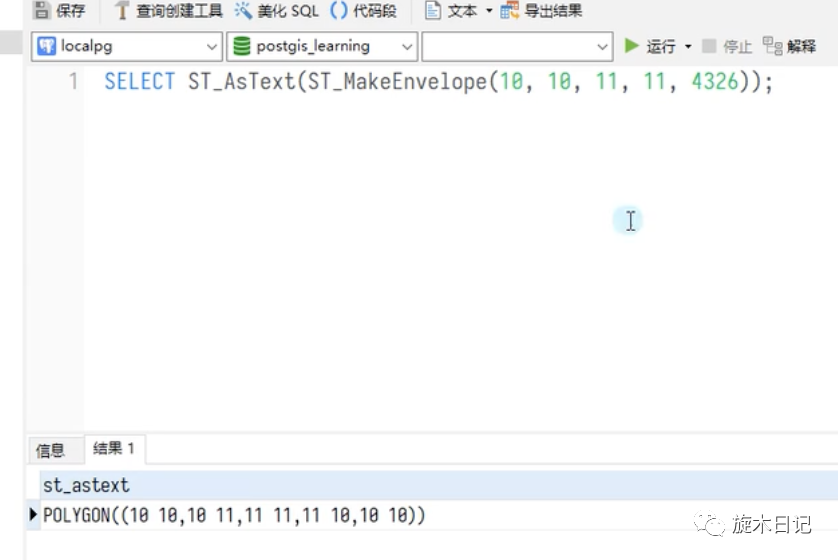 保存 查询创建工具 美化 SQL () 代码段 文本 导出结果
localpg postgis_learning 运行 停止 解释
1 SELECT ST_AsText(ST_MakeEnvelope(10, 10, 11, 11, 4326));
信息 结果 1
st_astext
POLYGON((10 10,10 11,11 11,11 10,10 10))
旋木日记